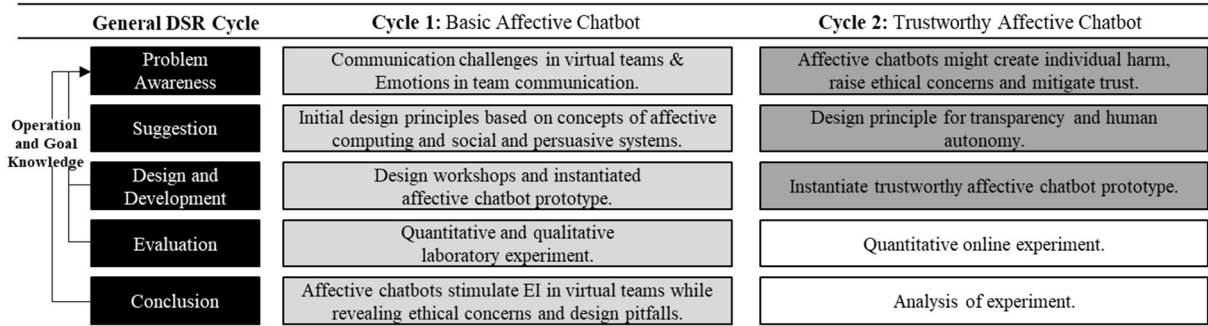 General DSR Cycle
Cycle 1: Basic Affective Chatbot
Cycle 2: Trustworthy Affective Chatbot
Operation
and Goal
Knowledge
Problem
Awareness
Communication challenges in virtual teams &
Emotions in team communication.
Affective chatbots might create individual harm,
raise ethical concerns and mitigate trust.
Suggestion
Initial design principles based on concepts of affective
computing and social and persuasive systems.
Design principle for transparency and human
autonomy.
Design and
Development
Design workshops and instantiated
affective chatbot prototype.
Instantiate trustworthy affective chatbot prototype.
Evaluation
Quantitative and qualitative
laboratory experiment.
Quantitative online experiment.
Conclusion
Affective chatbots stimulate EI in virtual teams while
revealing ethical concerns and design pitfalls.
Analysis of experiment.